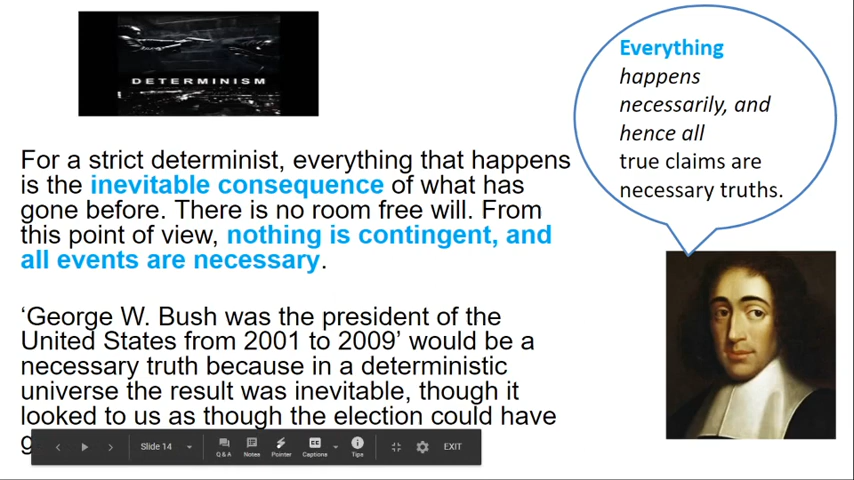 DETERMINISM
For a strict determinist, everything that happens
is the inevitable consequence of what has
gone before. There is no room free will. From
this point of view, nothing is contingent, and
all events are necessary.
‘George W. Bush was the president of the
United States from 2001 to 2009’ would be a
necessary truth because in a deterministic
universe the result was inevitable, though it
looked to us as though the election could have
Everything
happens
necessarily, and
hence all
true claims are
necessary truths.
Slide 14
Q & A
Notes
Pointer
Captions
Tips
EXIT